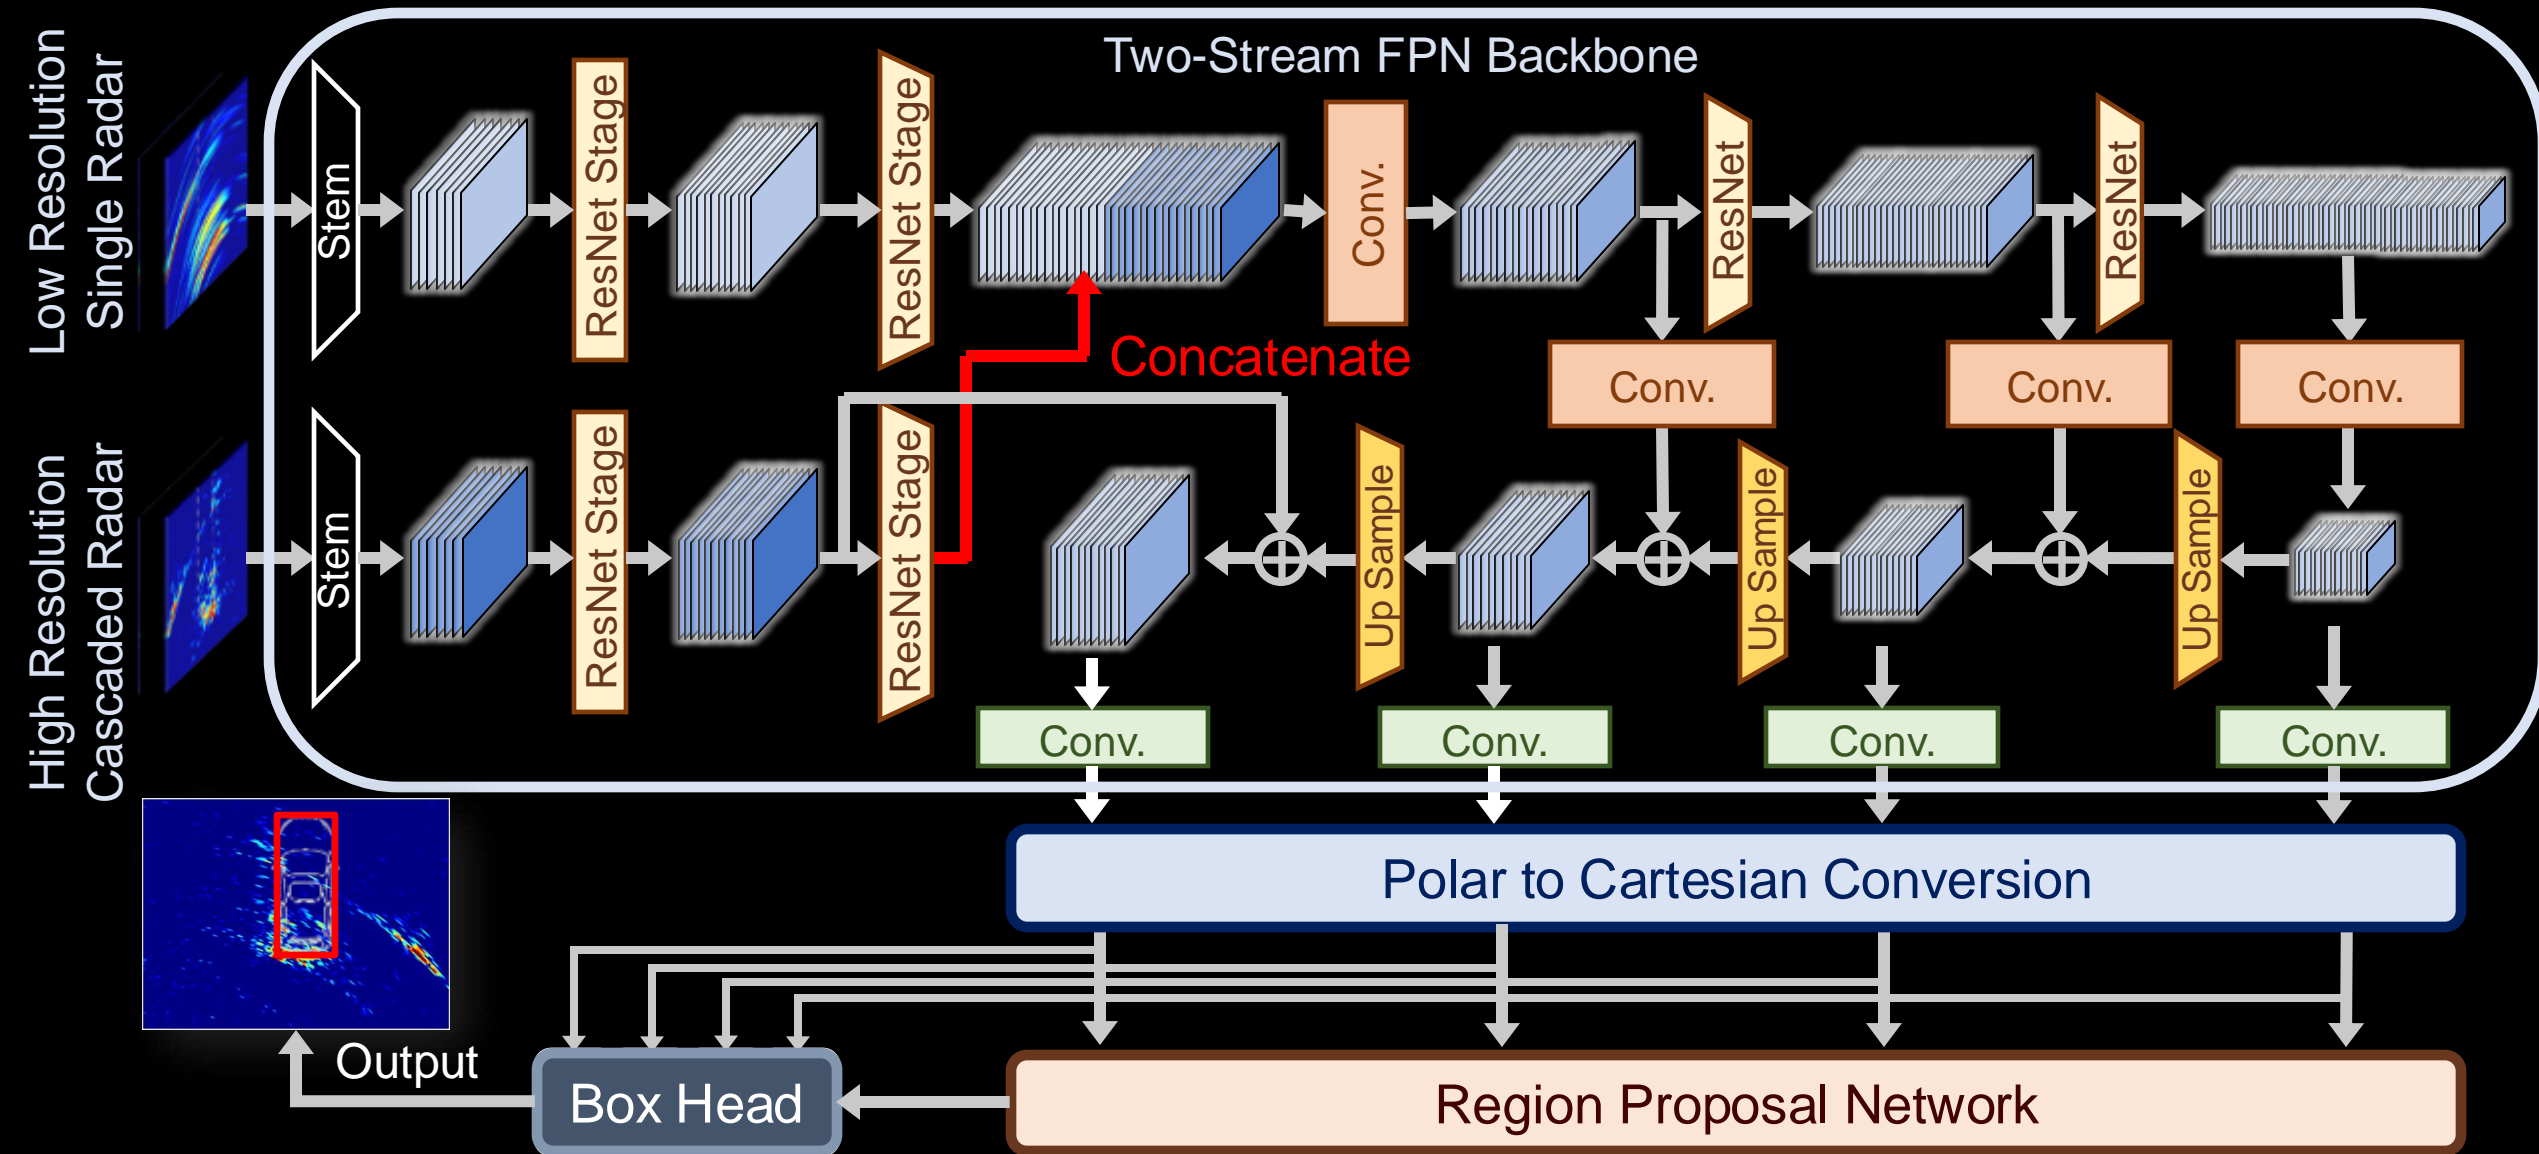 Two-Stream FPN Backbone
Low Resolution
Single Radar
Stem
ResNet Stage
ResNet Stage
Conv.
ResNet
ResNet
Concatenate
Conv.
Conv.
Conv.
High Resolution
Cascaded Radar
Stem
ResNet Stage
ResNet Stage
Up Sample
Up Sample
Up Sample
Conv.
Conv.
Conv.
Conv.
Polar to Cartesian Conversion
Output
Box Head
Region Proposal Network